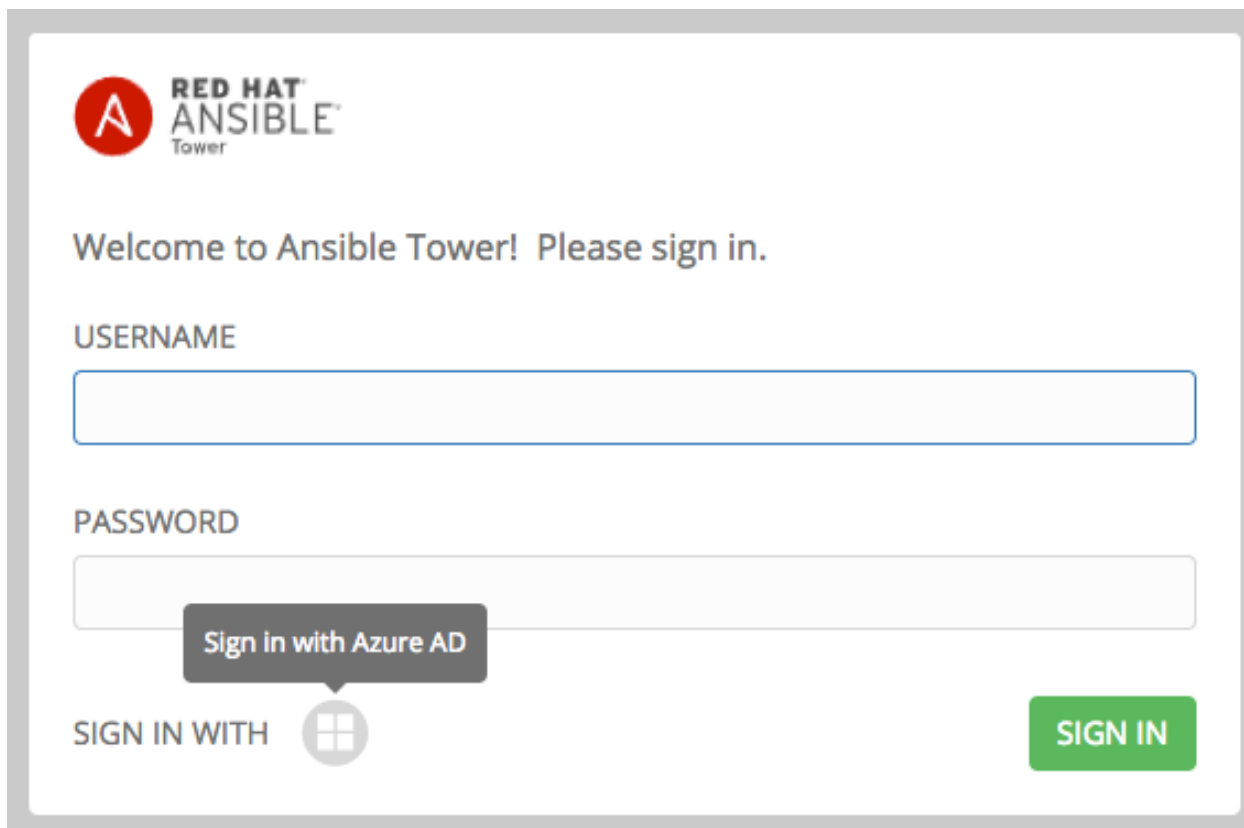 RED HAT
ANSIBLE
Tower
Welcome to Ansible Tower! Please sign in.
USERNAME
PASSWORD
Sign in with Azure AD
SIGN IN WITH
SIGN IN